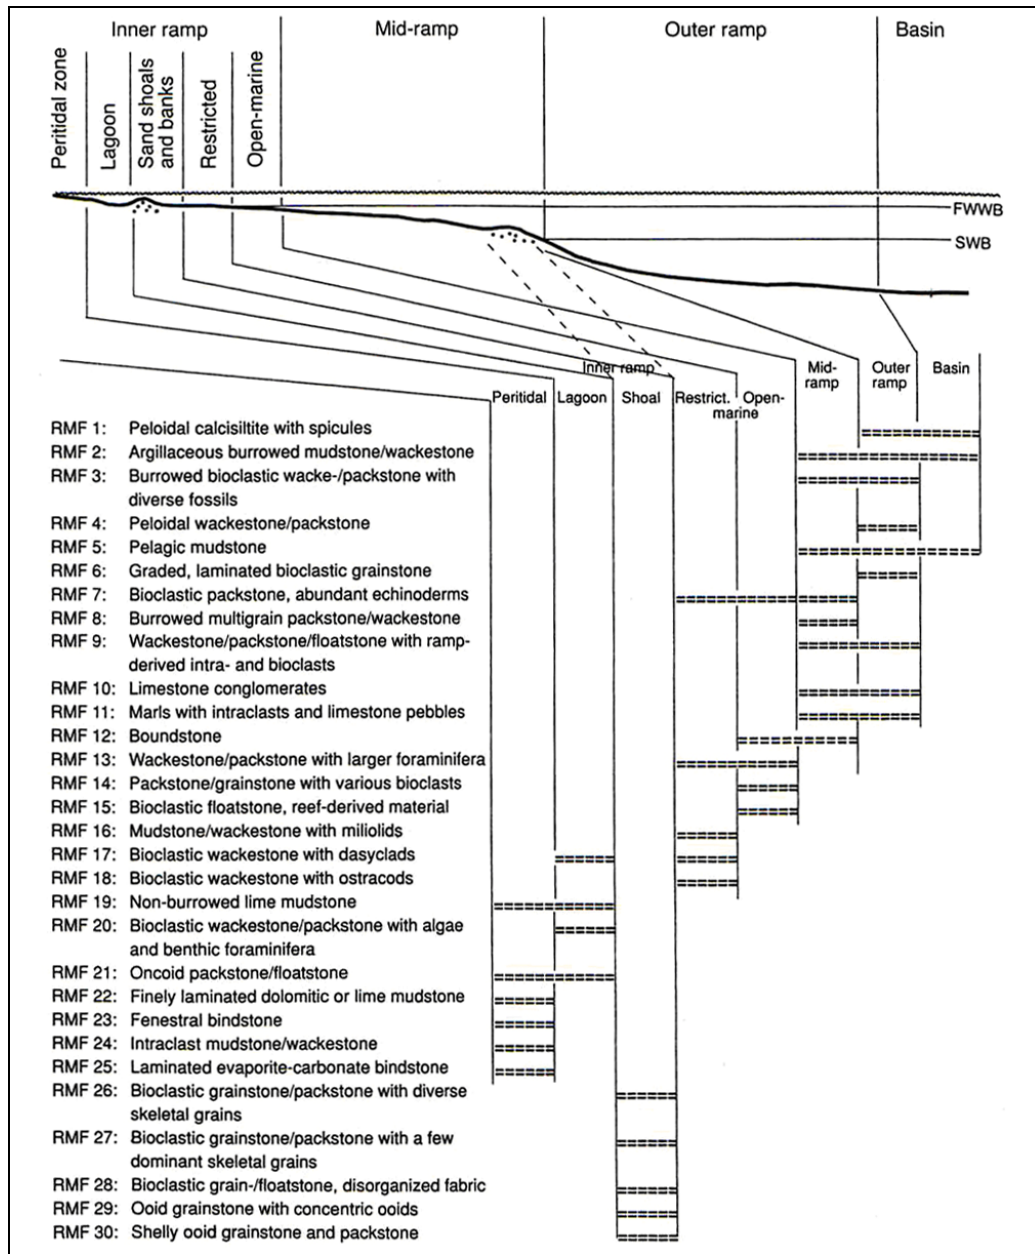 Inner ramp
Mid-ramp
Outer ramp
Basin
Peritidal zone
Lagoon
Sand shoals
and banks
Restricted
Open-marine
FWWB
SWB
Inner ramp
Mid-
ramp
Outer
ramp
Basin
Peritidal
Lagoon
Shoal
Restrict.
Open-
marine
RMF 1: Peloidal calcisiltite with spicules
RMF 2: Argillaceous burrowed mudstone/wackestone
RMF 3: Burrowed bioclastic wacke-/packstone with
diverse fossils
RMF 4: Peloidal wackestone/packstone
RMF 5: Pelagic mudstone
RMF 6: Graded, laminated bioclastic grainstone
RMF 7: Bioclastic packstone, abundant echinoderms
RMF 8: Burrowed multigrain packstone/wackestone
RMF 9: Wackestone/packstone/floatstone with ramp-
derived intra- and bioclasts
RMF 10: Limestone conglomerates
RMF 11: Marls with intraclasts and limestone pebbles
RMF 12: Boundstone
RMF 13: Wackestone/packstone with larger foraminifera
RMF 14: Packstone/grainstone with various bioclasts
RMF 15: Bioclastic floatstone, reef-derived material
RMF 16: Mudstone/wackestone with miliolids
RMF 17: Bioclastic wackestone with dasyclads
RMF 18: Bioclastic wackestone with ostracods
RMF 19: Non-burrowed lime mudstone
RMF 20: Bioclastic wackestone/packstone with algae
and benthic foraminifera
RMF 21: Oncoid packstone/floatstone
RMF 22: Finely laminated dolomitic or lime mudstone
RMF 23: Fenestral bindstone
RMF 24: Intraclast mudstone/wackestone
RMF 25: Laminated evaporite-carbonate bindstone
RMF 26: Bioclastic grainstone/packstone with diverse
skeletal grains
RMF 27: Bioclastic grainstone/packstone with a few
dominant skeletal grains
RMF 28: Bioclastic grain-/floatstone, disorganized fabric
RMF 29: Ooid grainstone with concentric ooids
RMF 30: Shelly ooid grainstone and packstone